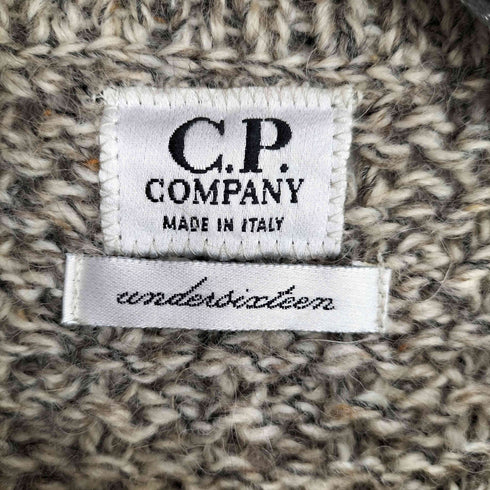 C.P.
COMPANY
MADE IN ITALY
undersixteen